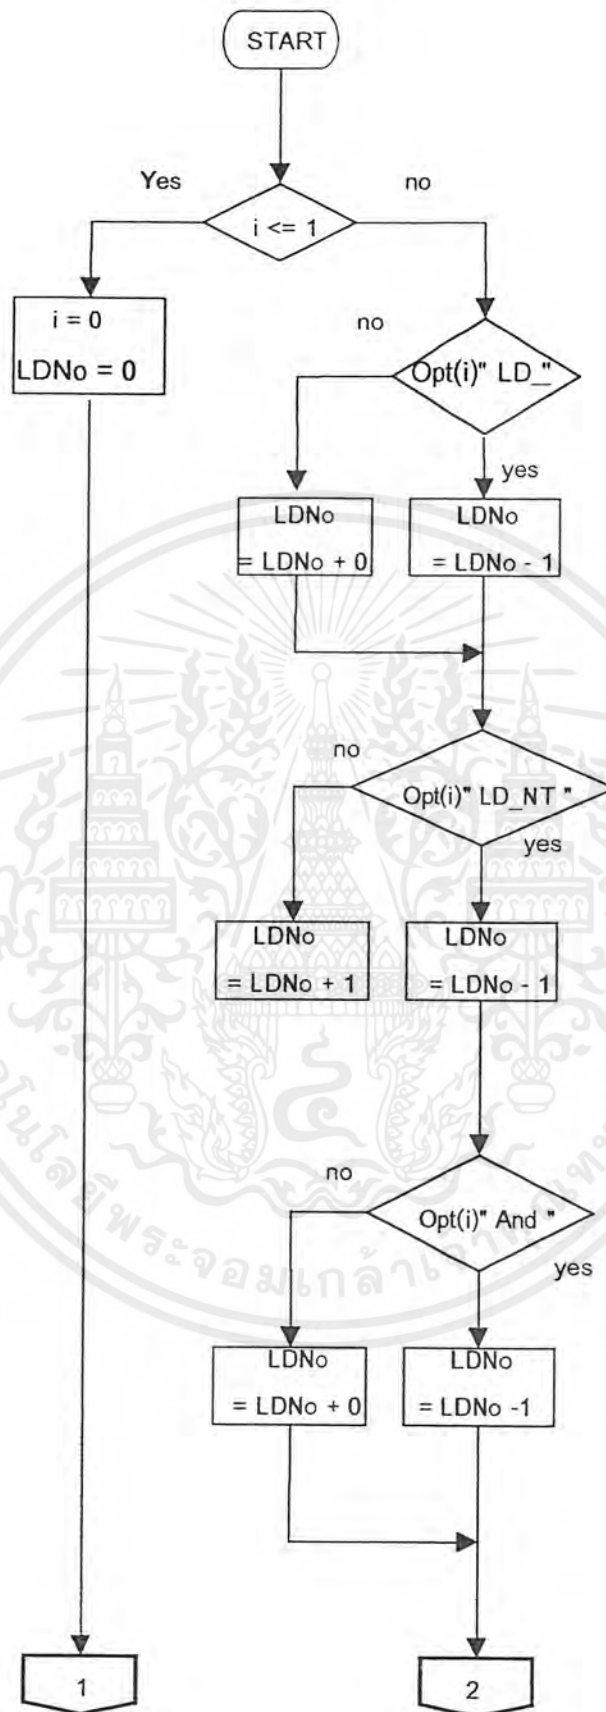 START
Yes
no
i <= 1
i = 0
LDNo = 0
no
Opt(i)" LD_"
yes
LDNo
= LDNo + 0
LDNo
= LDNo - 1
no
Opt(i)" LD_NT "
yes
LDNo
= LDNo + 1
LDNo
= LDNo - 1
no
Opt(i)" And "
yes
LDNo
= LDNo + 0
LDNo
= LDNo -1
1
2